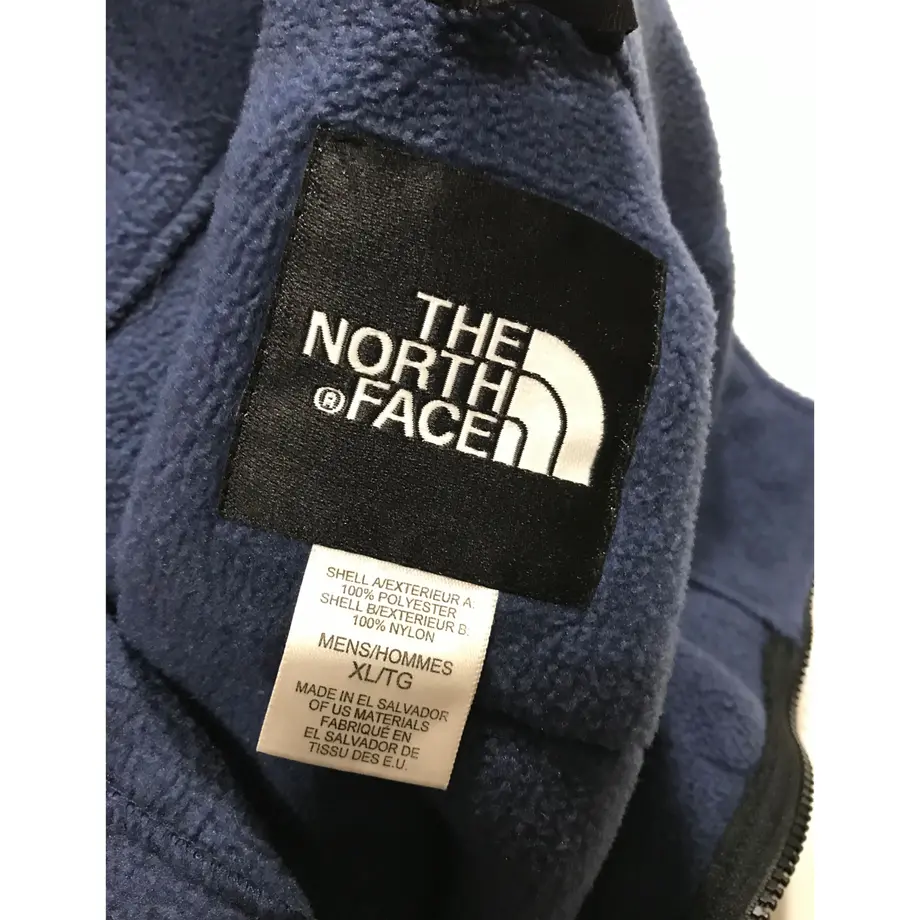 THE
NORTH
® FACE
SHELL A/EXTERIEUR A:
100% POLYESTER
SHELL B/EXTERIEUR B:
100% NYLON
MENS/HOMMES
XL/TG
MADE IN EL SALVADOR
OF US MATERIALS
FABRIQUÉ EN
EL SALVADOR DE
TISSU DES E.U.